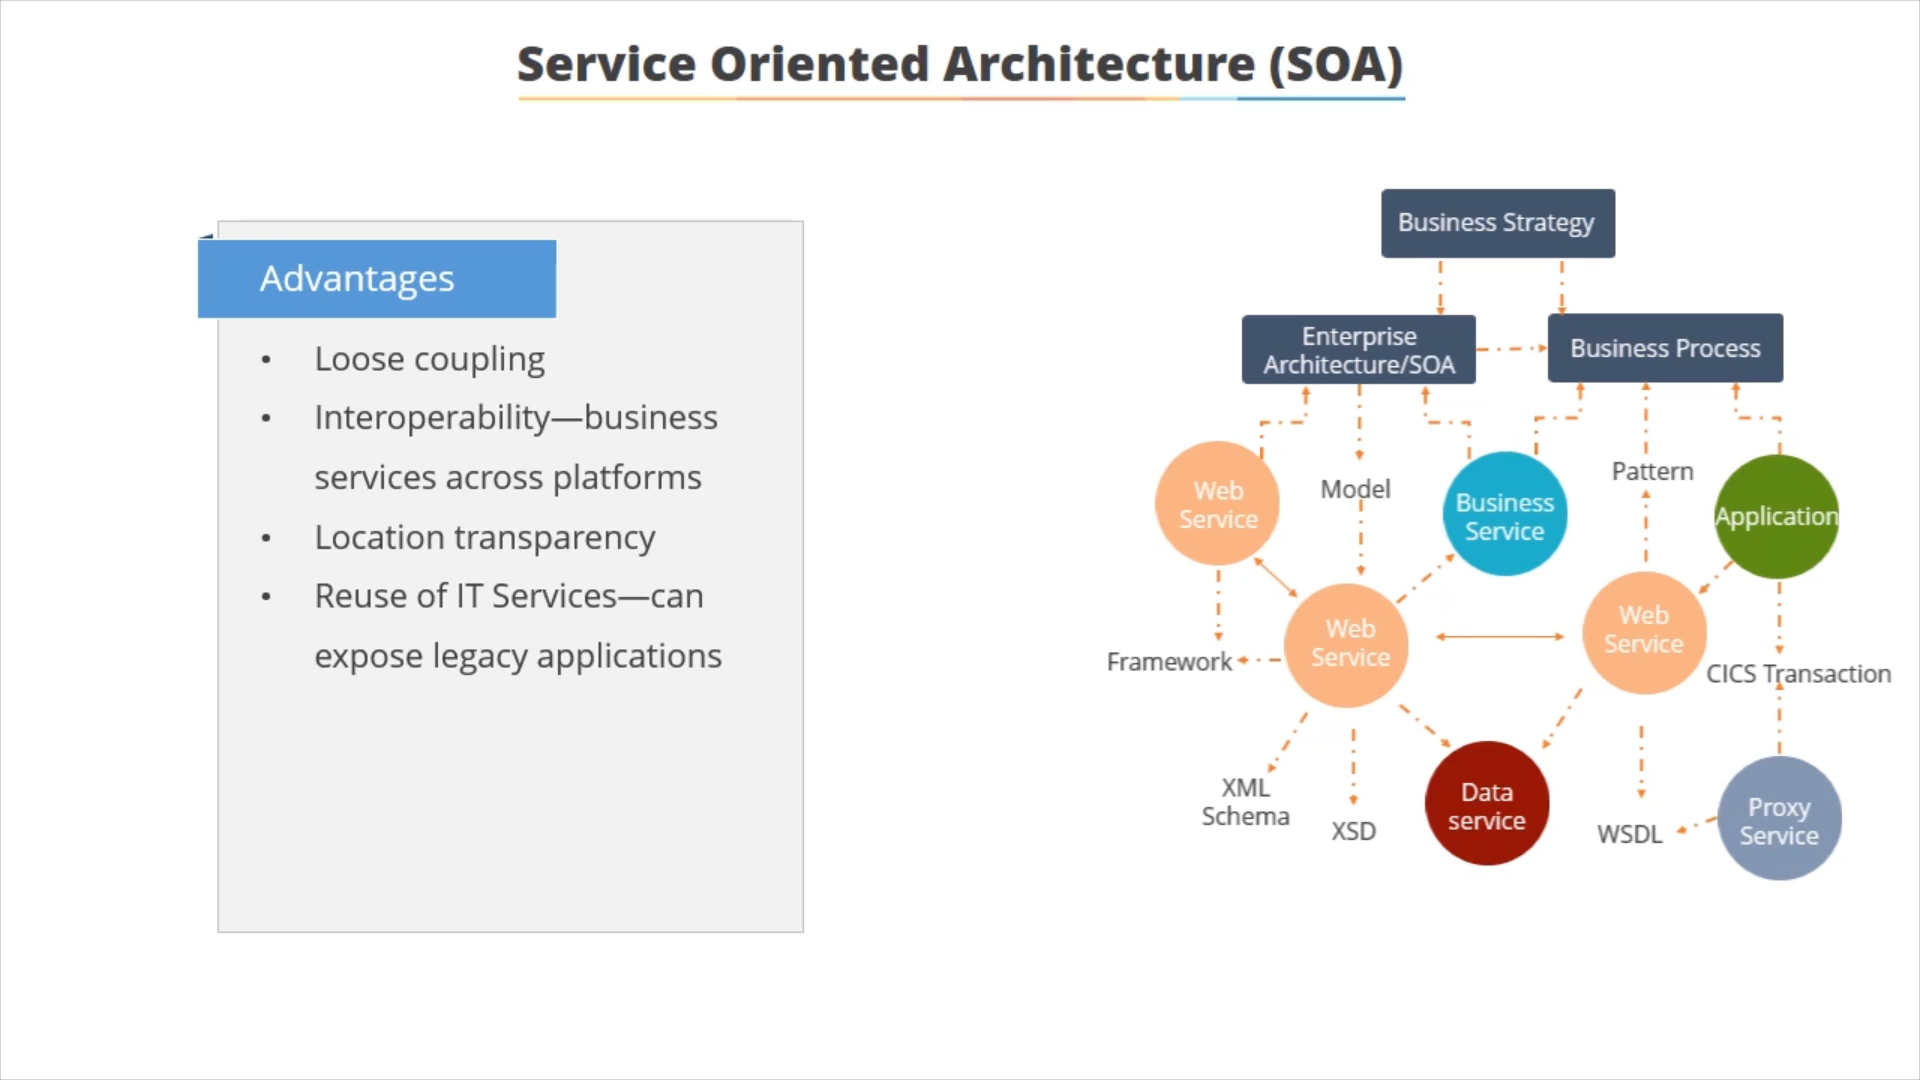 Service Oriented Architecture (SOA)
Advantages
• Loose coupling
• Interoperability—business
services across platforms
• Location transparency
• Reuse of IT Services—can
expose legacy applications
Business Strategy
Enterprise
Architecture/SOA
Business Process
Web
Service
Model
Business
Service
Pattern
Application
Web
Service
Web
Service
Framework
CICS Transaction
XML
Schema
XSD
Data
service
WSDL
Proxy
Service